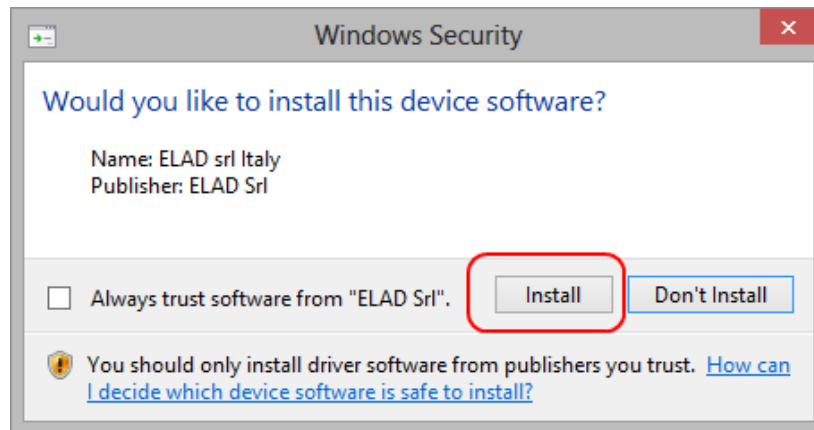 Windows Security
Would you like to install this device software?
Name: ELAD srl Italy
Publisher: ELAD Srl
Always trust software from "ELAD Srl".
Install
Don't Install
You should only install driver software from publishers you trust. How can
I decide which device software is safe to install?